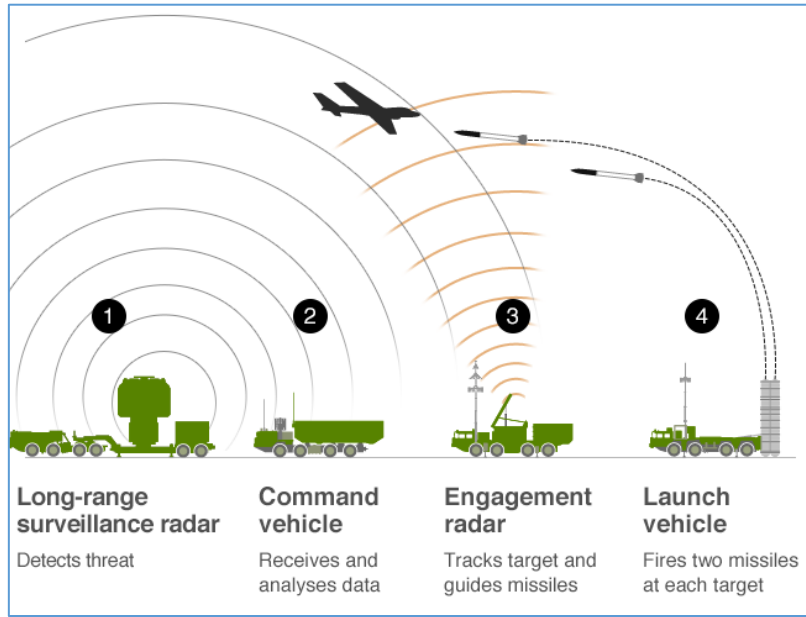 1
2
3
4
Long-range
surveillance radar
Detects threat
Command
vehicle
Receives and
analyses data
Engagement
radar
Tracks target and
guides missiles
Launch
vehicle
Fires two missiles
at each target